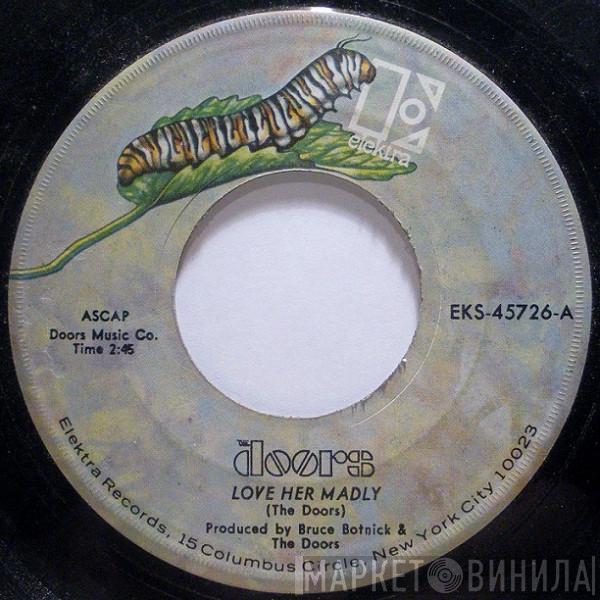 elektra
ASCAP
Doors Music Co.
Time 2:45
EKS-45726-A
THE doors
LOVE HER MADLY
(The Doors)
Produced by Bruce Botnick &
The Doors
Elektra Records, 15 Columbus Circle, New York City 10023
МАРКЕТ ВИНИЛА